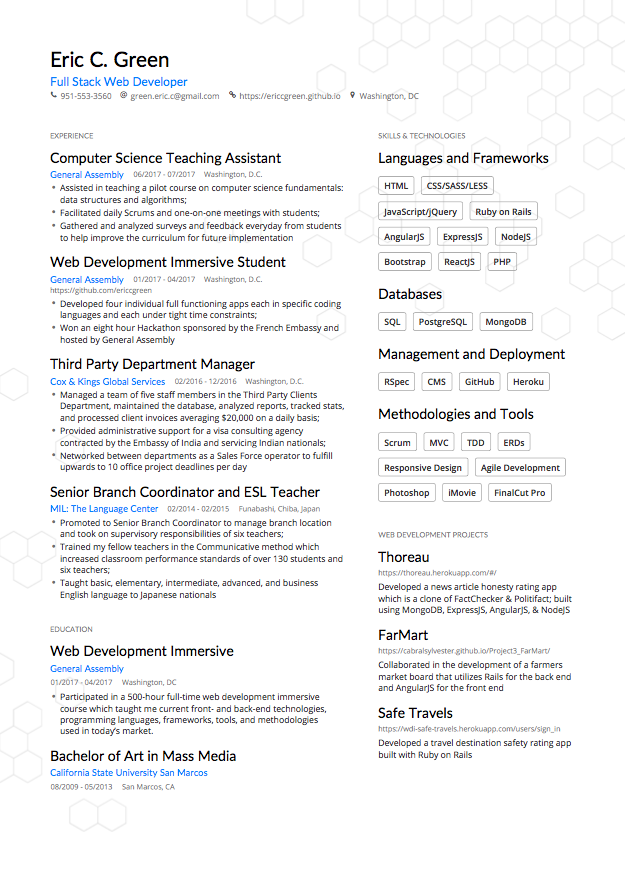 Eric C. Green
Full Stack Web Developer
951-553-3560 green.eric.c@gmail.com https://ericcgreen.github.io Washington, DC
EXPERIENCE
Computer Science Teaching Assistant
General Assembly 06/2017 - 07/2017 Washington, D.C.
• Assisted in teaching a pilot course on computer science fundamentals:
data structures and algorithms;
• Facilitated daily Scrums and one-on-one meetings with students;
• Gathered and analyzed surveys and feedback everyday from students
to help improve the curriculum for future implementation
Web Development Immersive Student
General Assembly 01/2017 - 04/2017 Washington, D.C.
https://github.com/ericcgreen
• Developed four individual full functioning apps each in specific coding
languages and each under tight time constraints;
• Won an eight hour Hackathon sponsored by the French Embassy and
hosted by General Assembly
Third Party Department Manager
Cox & Kings Global Services 02/2016 - 12/2016 Washington, D.C.
• Managed a team of five staff members in the Third Party Clients
Department, maintained the database, analyzed reports, tracked stats,
and processed client invoices averaging $20,000 on a daily basis;
• Provided administrative support for a visa consulting agency
contracted by the Embassy of India and servicing Indian nationals;
• Networked between departments as a Sales Force operator to fulfill
upwards to 10 office project deadlines per day
Senior Branch Coordinator and ESL Teacher
MIL: The Language Center 02/2014 - 02/2015 Funabashi, Chiba, Japan
• Promoted to Senior Branch Coordinator to manage branch location
and took on supervisory responsibilities of six teachers;
• Trained my fellow teachers in the Communicative method which
increased classroom performance standards of over 130 students and
six teachers;
• Taught basic, elementary, intermediate, advanced, and business
English language to Japanese nationals
EDUCATION
Web Development Immersive
General Assembly
01/2017 - 04/2017 Washington, DC
• Participated in a 500-hour full-time web development immersive
course which taught me current front- and back-end technologies,
programming languages, frameworks, tools, and methodologies
used in today's market.
Bachelor of Art in Mass Media
California State University San Marcos
08/2009 - 05/2013 San Marcos, CA
SKILLS & TECHNOLOGIES
Languages and Frameworks
HTML CSS/SASS/LESS
JavaScript/jQuery Ruby on Rails
AngularJS ExpressJS NodeJS
Bootstrap ReactJS PHP
Databases
SQL PostgreSQL MongoDB
Management and Deployment
RSpec CMS GitHub Heroku
Methodologies and Tools
Scrum MVC TDD ERDs
Responsive Design Agile Development
Photoshop iMovie FinalCut Pro
WEB DEVELOPMENT PROJECTS
Thoreau
https://thoreau.herokuapp.com/#/
Developed a news article honesty rating app
which is a clone of FactChecker & Politifact; built
using MongoDB, ExpressJS, AngularJS, & NodeJS
FarMart
https://cabralsylvester.github.io/Project3_FarMart/
Collaborated in the development of a farmers
market board that utilizes Rails for the back end
and AngularJS for the front end
Safe Travels
https://wdi-safe-travels.herokuapp.com/users/sign_in
Developed a travel destination safety rating app
built with Ruby on Rails